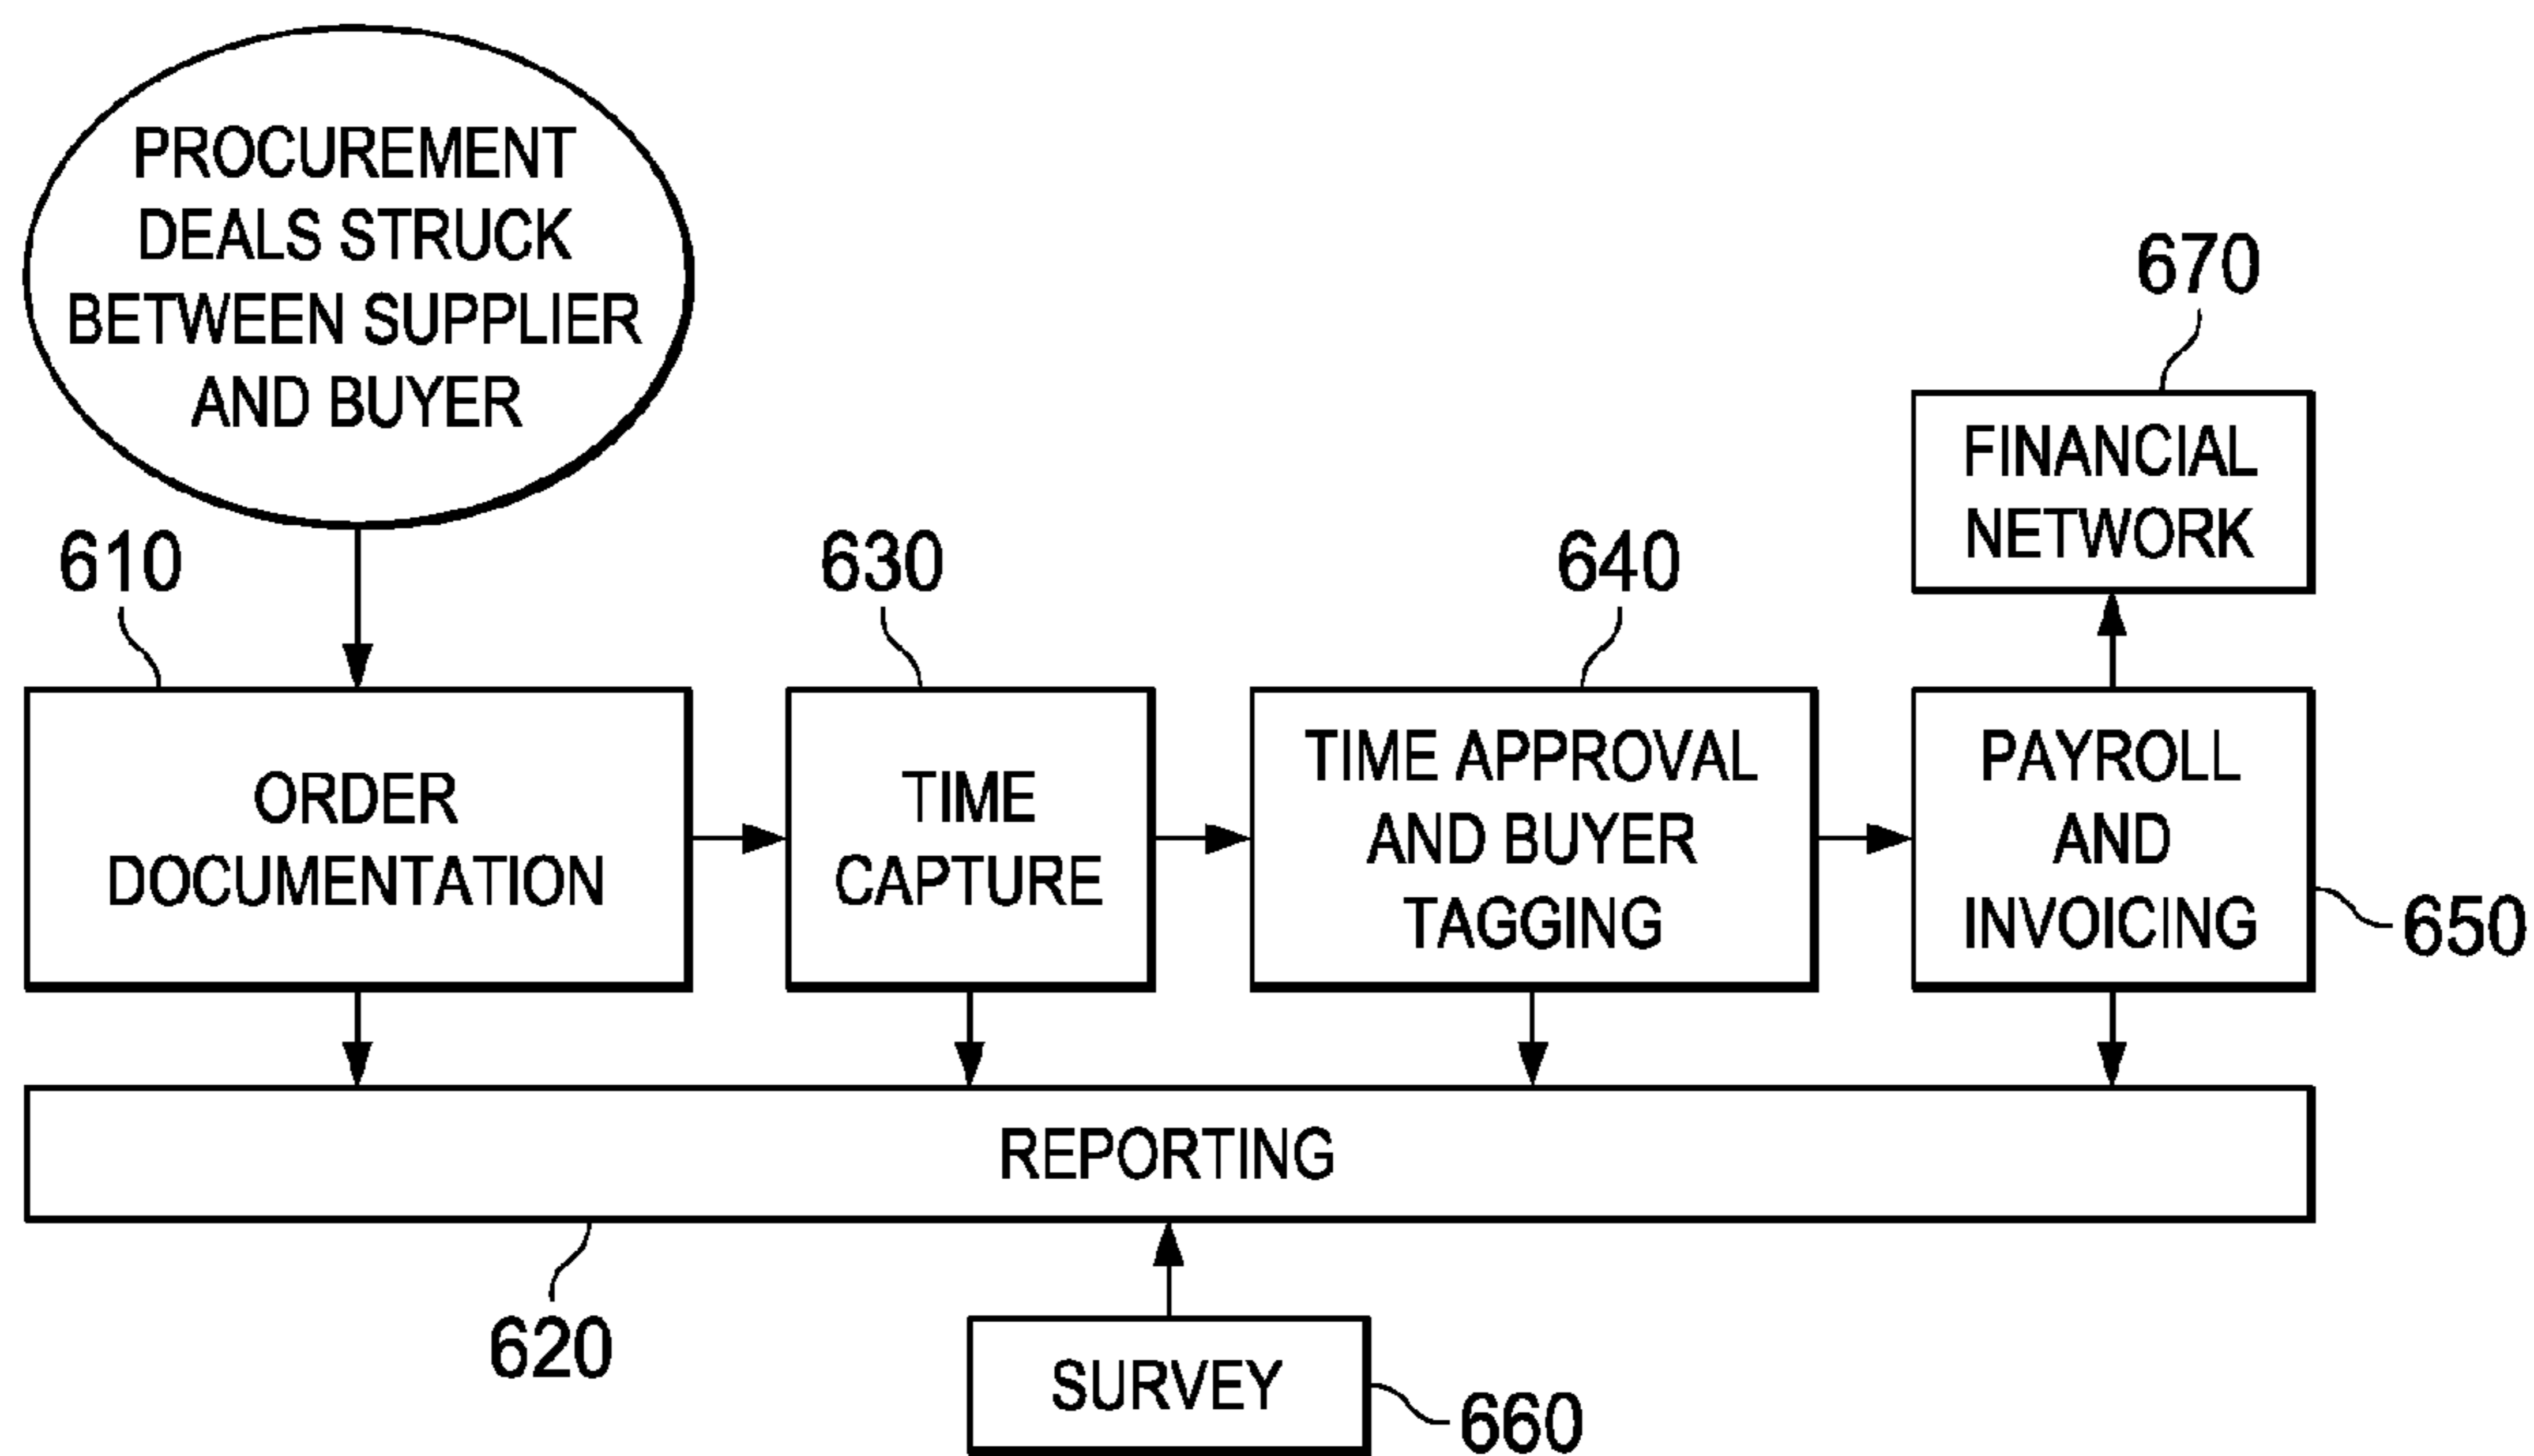 PROCUREMENT
DEALS STRUCK
BETWEEN SUPPLIER
AND BUYER
670
FINANCIAL
NETWORK
610
630
640
ORDER
DOCUMENTATION
TIME
CAPTURE
TIME APPROVAL
AND BUYER
TAGGING
PAYROLL
AND
INVOICING
650
REPORTING
620
SURVEY
660